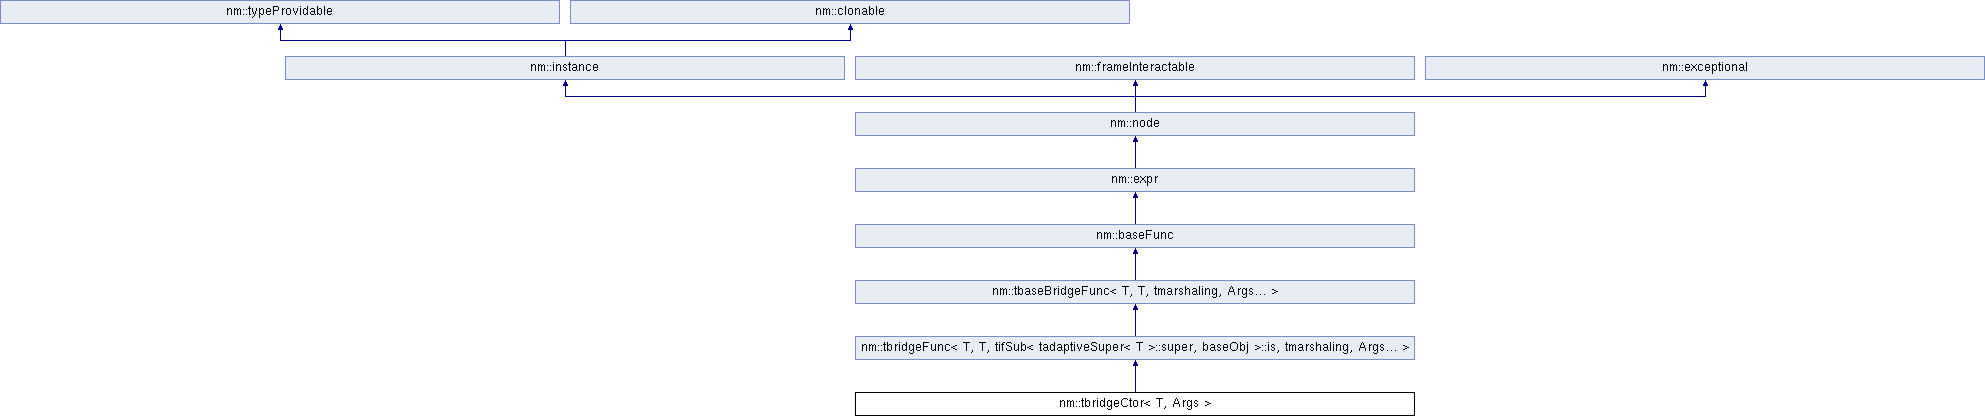 nm::typeProvidable
nm::clonable
nm::instance
nm::frameInteractable
nm::exceptional
nm::node
nm::expr
nm::baseFunc
nm::tbaseBridgeFunc< T, T, tmarshaling, Args... >
nm::tbridgeFunc< T, T, tifSub< tadaptiveSuper< T >::super, baseObj >::is, tmarshaling, Args... >
nm::tbridgeCtor< T, Args >